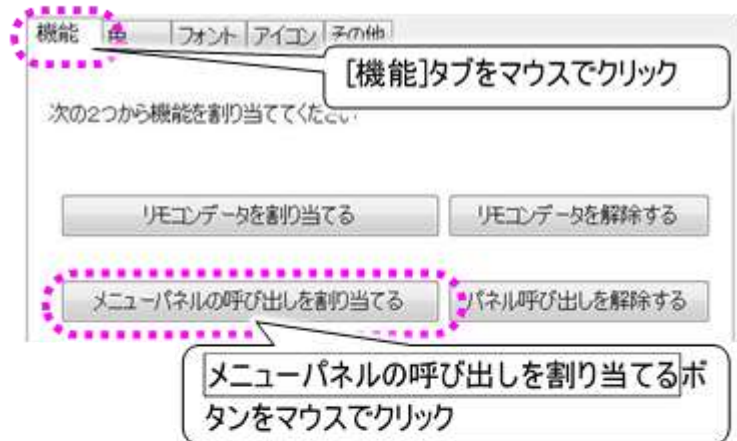 機能 色 フォント アイコン その他
[機能]タブをマウスでクリック
次の2つから機能を割り当ててください
リモコンデータを割り当てる リモコンデータを解除する
メニューパネルの呼び出しを割り当てる パネル呼び出しを解除する
メニューパネルの呼び出しを割り当てるボ
タンをマウスでクリック